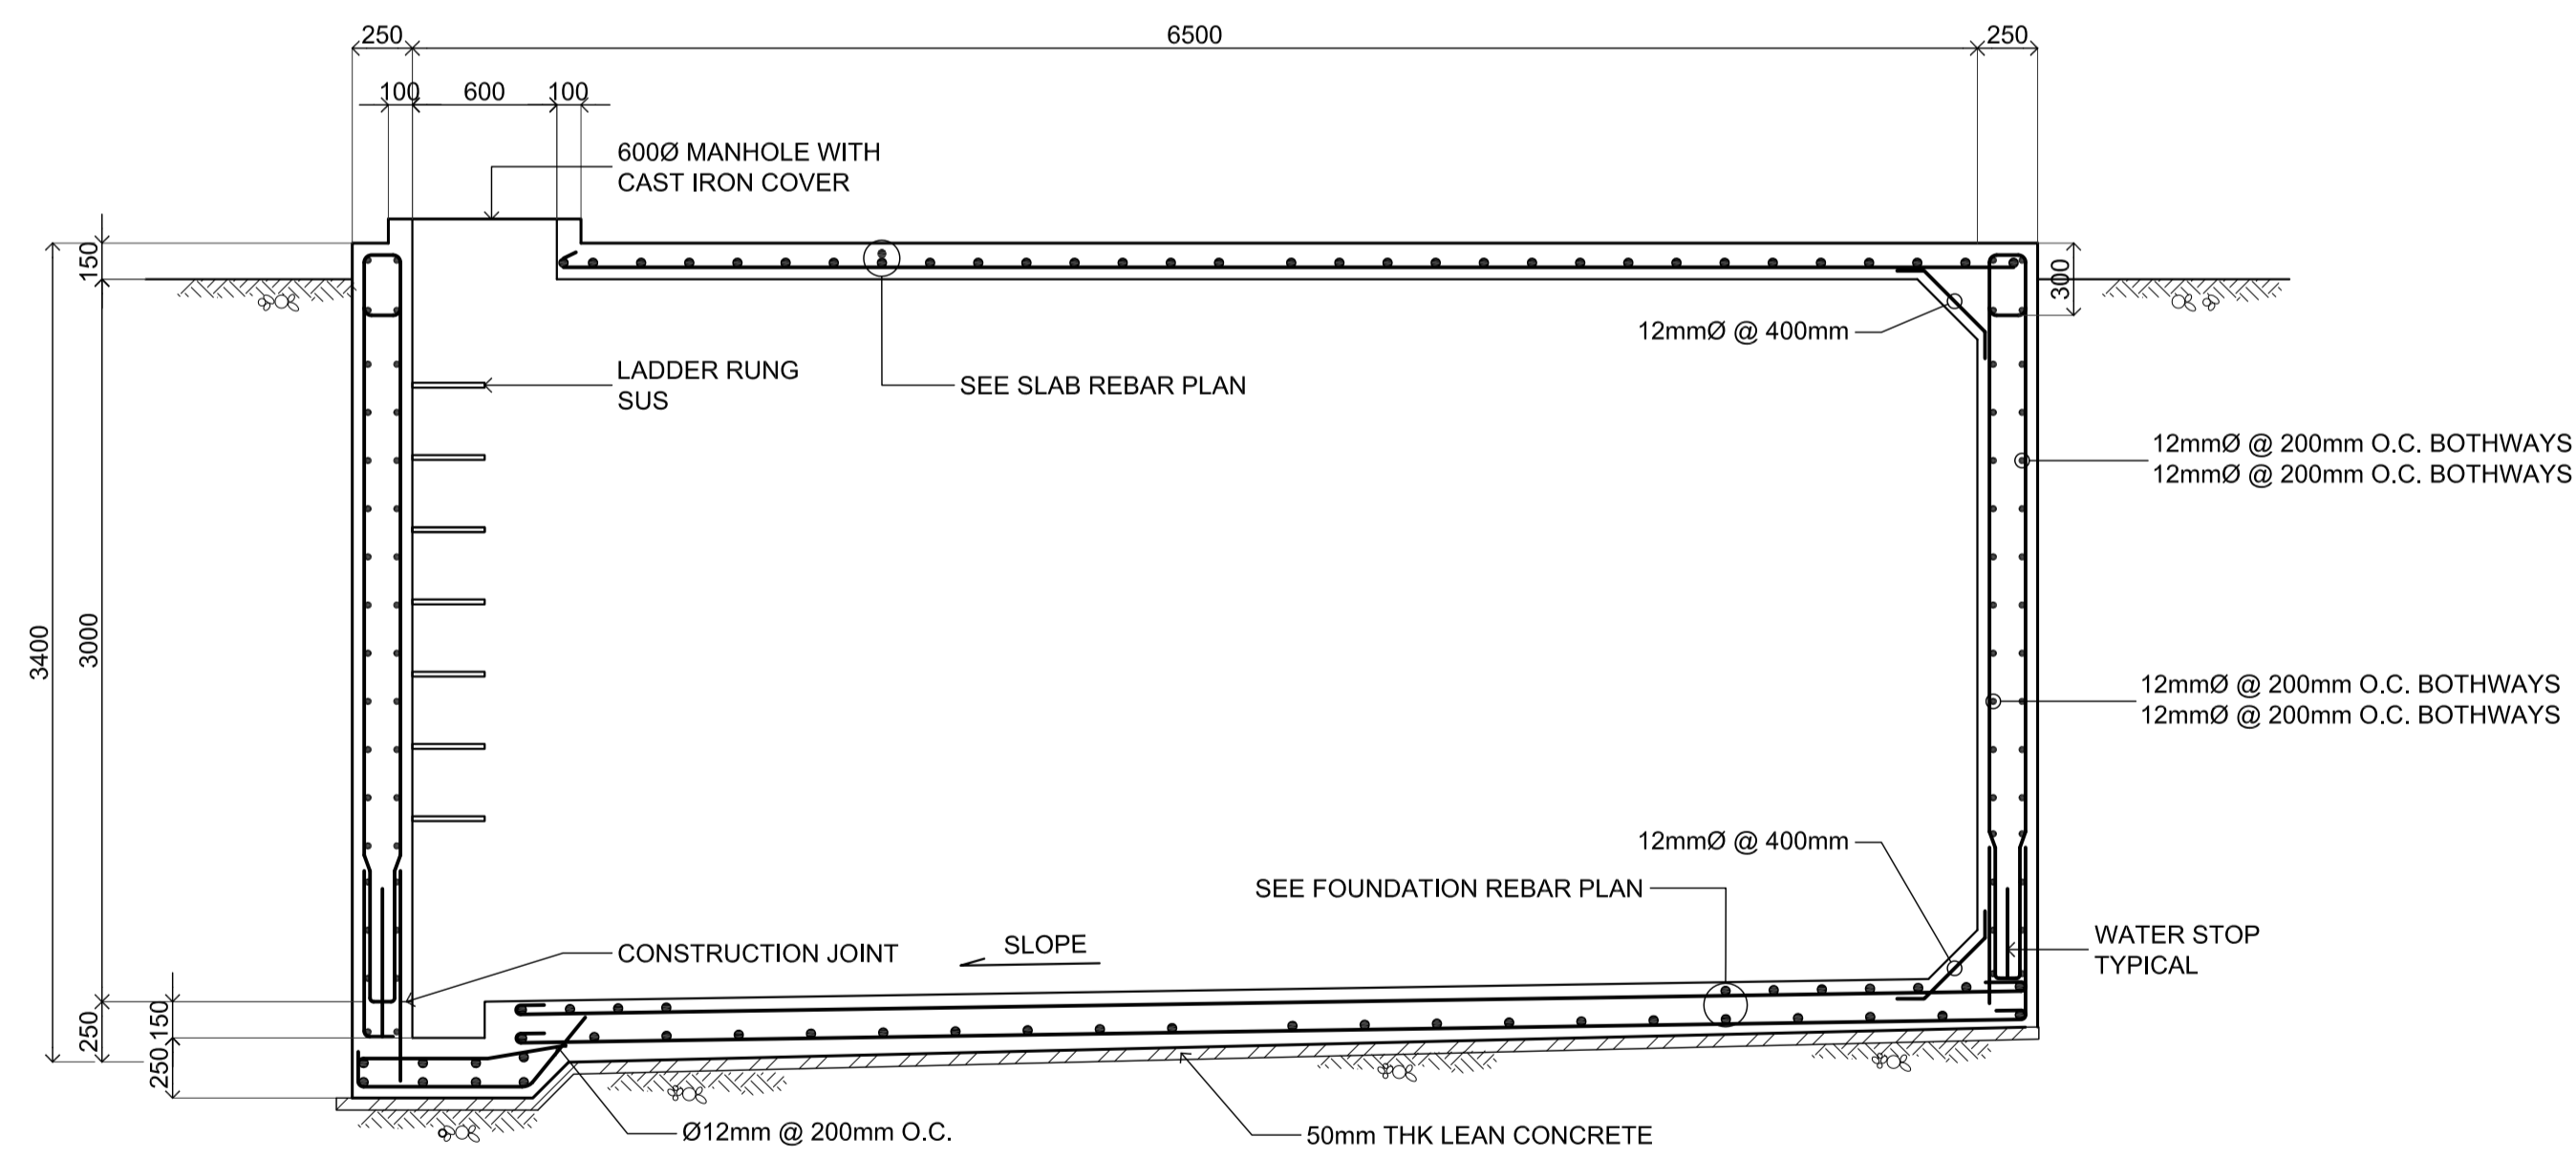 250
6500
250
100
600
100
600Ø MANHOLE WITH
CAST IRON COVER
150
300
12mmØ @ 400mm
LADDER RUNG
SUS
SEE SLAB REBAR PLAN
12mmØ @ 200mm O.C. BOTHWAYS
12mmØ @ 200mm O.C. BOTHWAYS
3400
3000
12mmØ @ 200mm O.C. BOTHWAYS
12mmØ @ 200mm O.C. BOTHWAYS
12mmØ @ 400mm
SEE FOUNDATION REBAR PLAN
CONSTRUCTION JOINT
SLOPE
WATER STOP
TYPICAL
250
150
250
Ø12mm @ 200mm O.C.
50mm THK LEAN CONCRETE